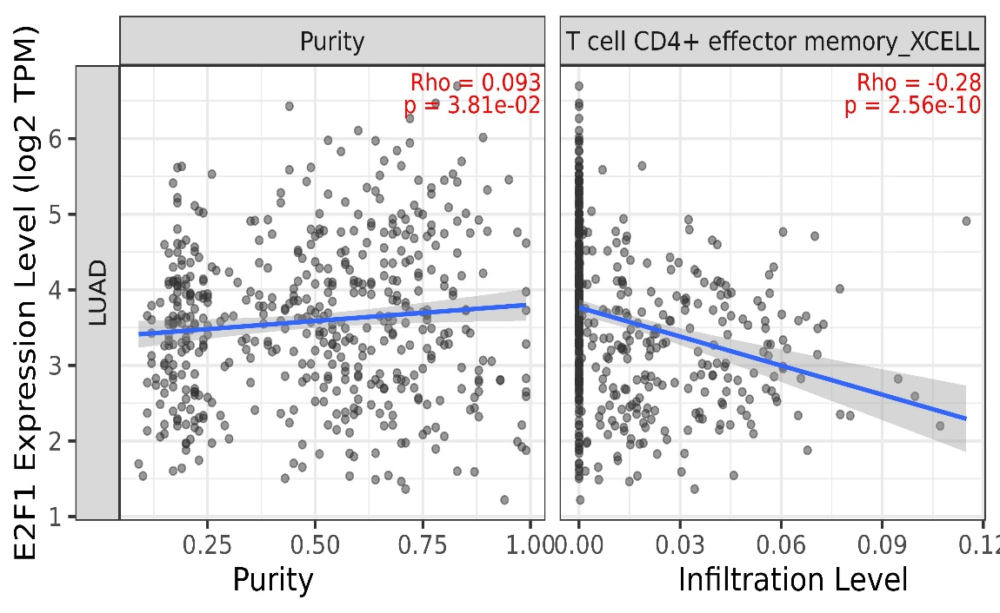 Purity
T cell CD4+ effector memory_XCELL
E2F1 Expression Level (log2 TPM)
LUAD
Rho = 0.093
p = 3.81e-02
Rho = -0.28
p = 2.56e-10
6
5
4
3
2
1
0.25 0.50 0.75 1.00
0.00 0.03 0.06 0.09 0.12
Purity
Infiltration Level